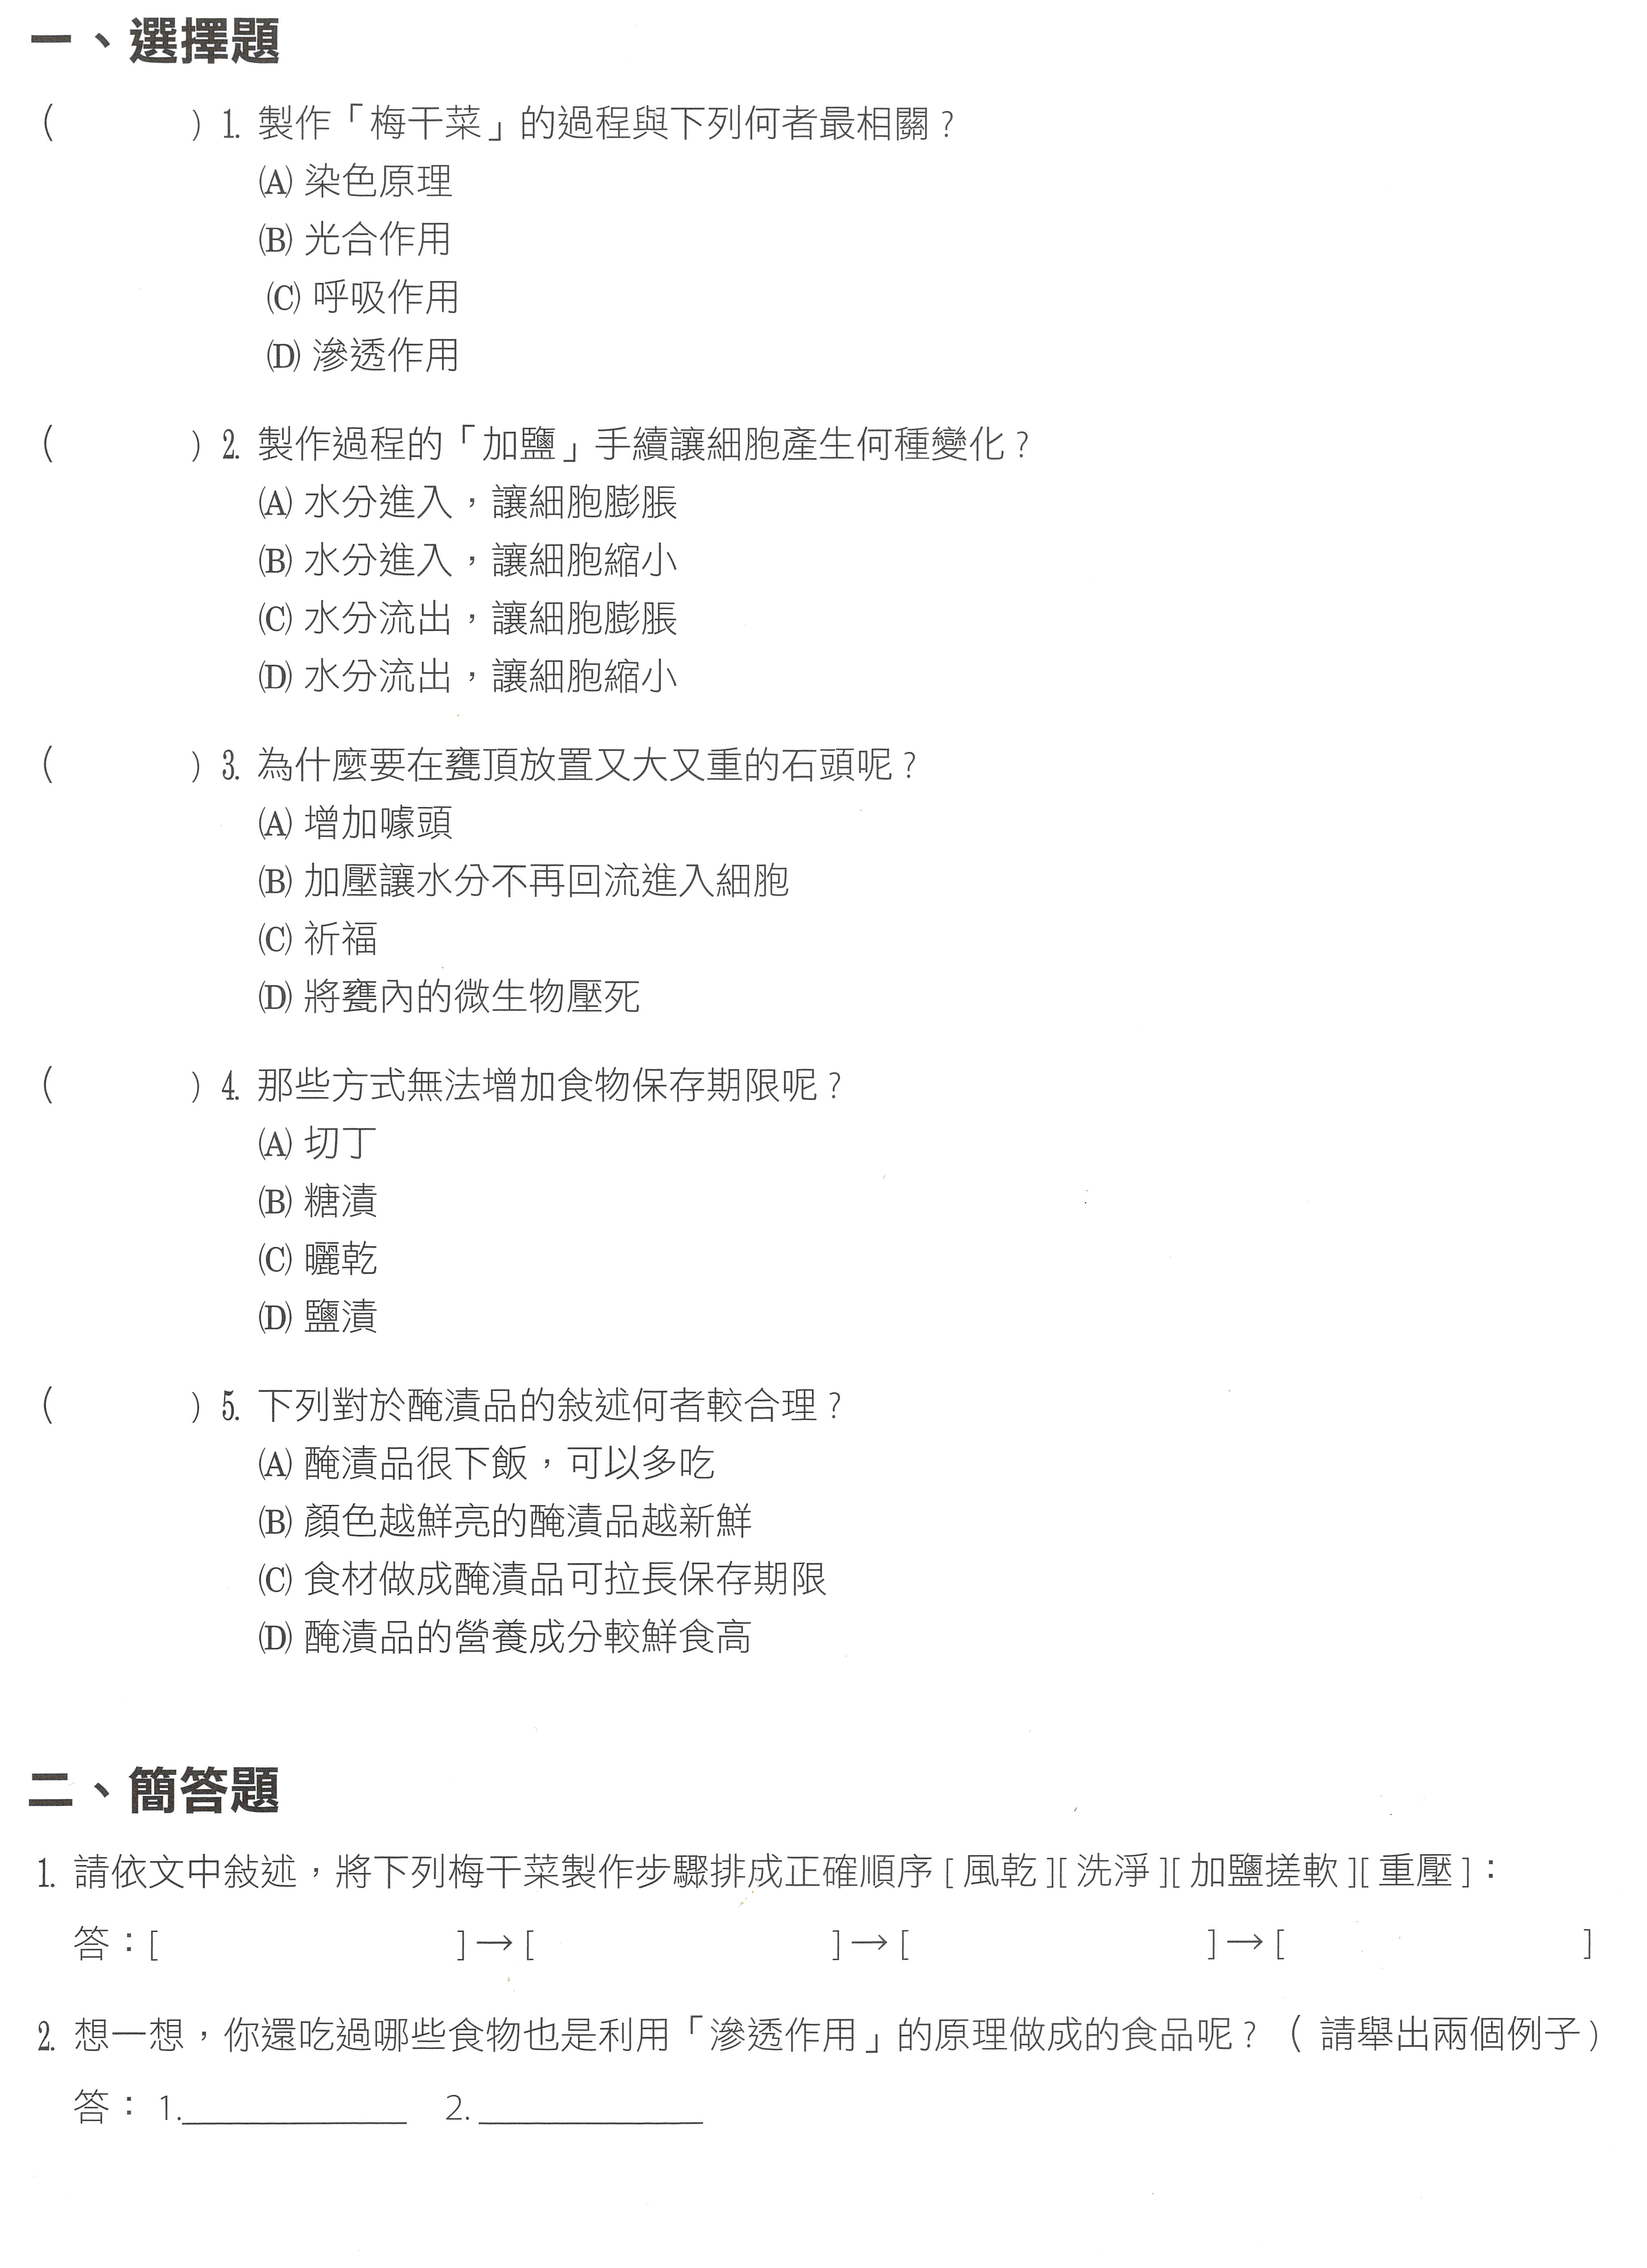 一、選擇題
(　　) 1. 製作「梅干菜」的過程與下列何者最相關？
(A) 染色原理
(B) 光合作用
(C) 呼吸作用
(D) 滲透作用
(　　) 2. 製作過程的「加鹽」手續讓細胞產生何種變化？
(A) 水分進入，讓細胞膨脹
(B) 水分進入，讓細胞縮小
(C) 水分流出，讓細胞膨脹
(D) 水分流出，讓細胞縮小
(　　) 3. 為什麼要在甕頂放置又大又重的石頭呢？
(A) 增加噱頭
(B) 加壓讓水分不再回流進入細胞
(C) 祈福
(D) 將甕內的微生物壓死
(　　) 4. 那些方式無法增加食物保存期限呢？
(A) 切丁
(B) 糖漬
(C) 曬乾
(D) 鹽漬
(　　) 5. 下列對於醃漬品的敍述何者較合理？
(A) 醃漬品很下飯，可以多吃
(B) 顏色越鮮亮的醃漬品越新鮮
(C) 食材做成醃漬品可拉長保存期限
(D) 醃漬品的營養成分較鮮食高
二、簡答題
1. 請依文中敍述，將下列梅干菜製作步驟排成正確順序 [ 風乾 ][ 洗淨 ][ 加鹽搓軟 ][ 重壓 ]：
答：[　　] → [　　] → [　　] → [　　]
2. 想一想，你還吃過哪些食物也是利用「滲透作用」的原理做成的食品呢？（ 請舉出兩個例子）
答： 1.____________ 2. ____________